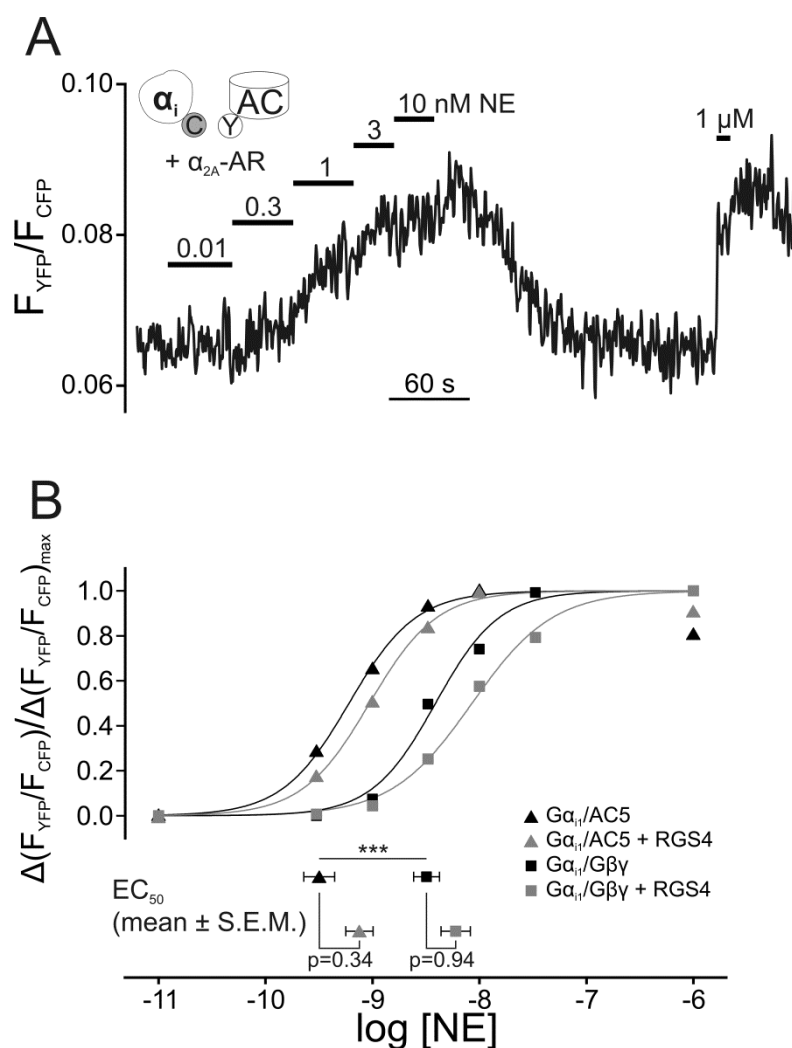 A
0.10
αi
C
Y
AC
+ α2A-AR
10 nM NE
3
1
0.3
0.01
1 µM
0.08
0.06
FYFP/FCFP
60 s
B
Δ(FYFP/FCFP)/Δ(FYFP/FCFP)max
1.0
0.8
0.6
0.4
0.2
0.0
Gαi1/AC5
Gαi1/AC5 + RGS4
Gαi1/Gβγ
Gαi1/Gβγ + RGS4
***
EC50
(mean ± S.E.M.)
p=0.34
p=0.94
-11 -10 -9 -8 -7 -6
log [NE]